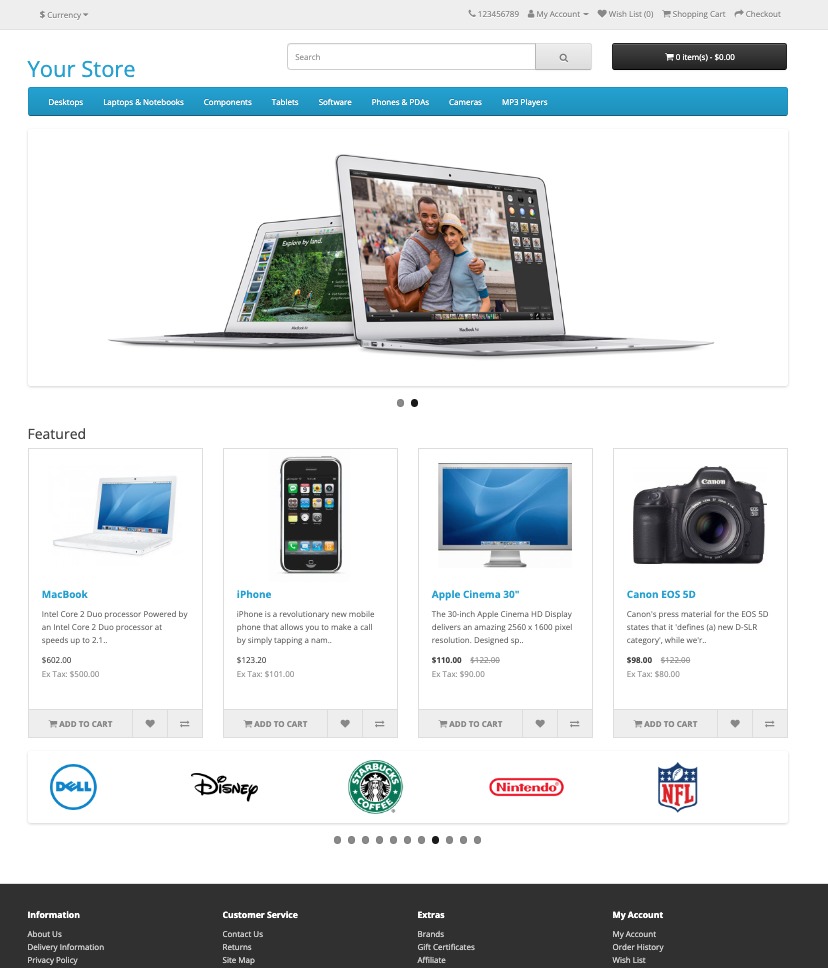 $ Currency
123456789 My Account Wish List (0) Shopping Cart Checkout
Your Store
Search
0 item(s) - $0.00
Desktops Laptops & Notebooks Components Tablets Software Phones & PDAs Cameras MP3 Players
Explore by land.
MacBook Air
MacBook Air
Featured
Canon
MacBook
Intel Core 2 Duo processor Powered by
an Intel Core 2 Duo processor at
speeds up to 2.1..
$602.00
Ex Tax: $500.00
ADD TO CART
iPhone
iPhone is a revolutionary new mobile
phone that allows you to make a call
by simply tapping a nam..
$123.20
Ex Tax: $101.00
ADD TO CART
Apple Cinema 30"
The 30-inch Apple Cinema HD Display
delivers an amazing 2560 x 1600 pixel
resolution. Designed sp..
$110.00 $122.00
Ex Tax: $90.00
ADD TO CART
Canon EOS 5D
Canon's press material for the EOS 5D
states that it 'defines (a) new D-SLR
category', while we'r..
$98.00 $122.00
Ex Tax: $80.00
ADD TO CART
DELL
Disney
STARBUCKS
COFFEE
Nintendo
NFL
Information
About Us
Delivery Information
Privacy Policy
Customer Service
Contact Us
Returns
Site Map
Extras
Brands
Gift Certificates
Affiliate
My Account
My Account
Order History
Wish List